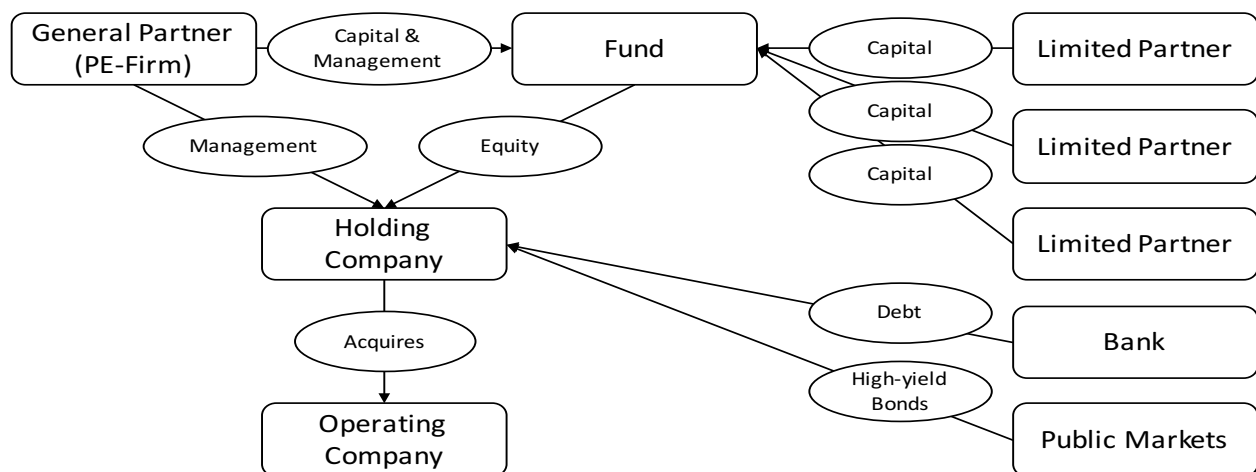 General Partner
(PE-Firm)
Capital &
Management
Fund
Capital
Limited Partner
Capital
Limited Partner
Management
Equity
Capital
Limited Partner
Holding
Company
Debt
Bank
Acquires
High-yield
Bonds
Public Markets
Operating
Company